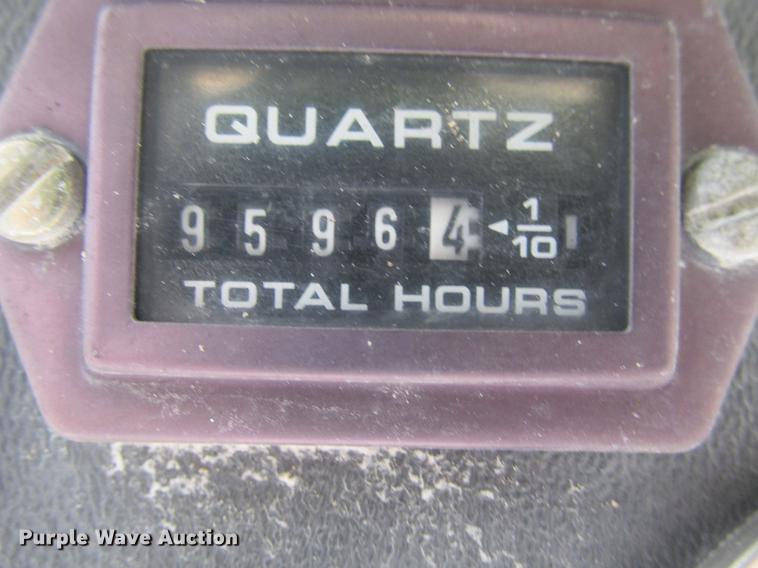 QUARTZ
9 5 9 6 4 ◄ 1/10
TOTAL HOURS
Purple Wave Auction